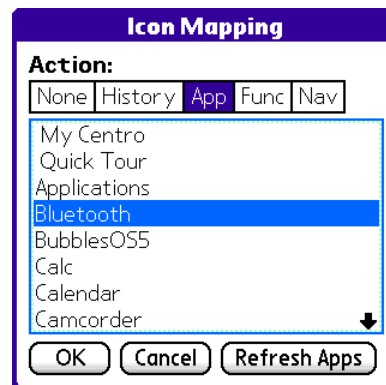 Icon Mapping
Action:
None History App Func Nav
My Centro
Quick Tour
Applications
Bluetooth
BubblesOS5
Calc
Calendar
Camcorder
OK Cancel Refresh Apps